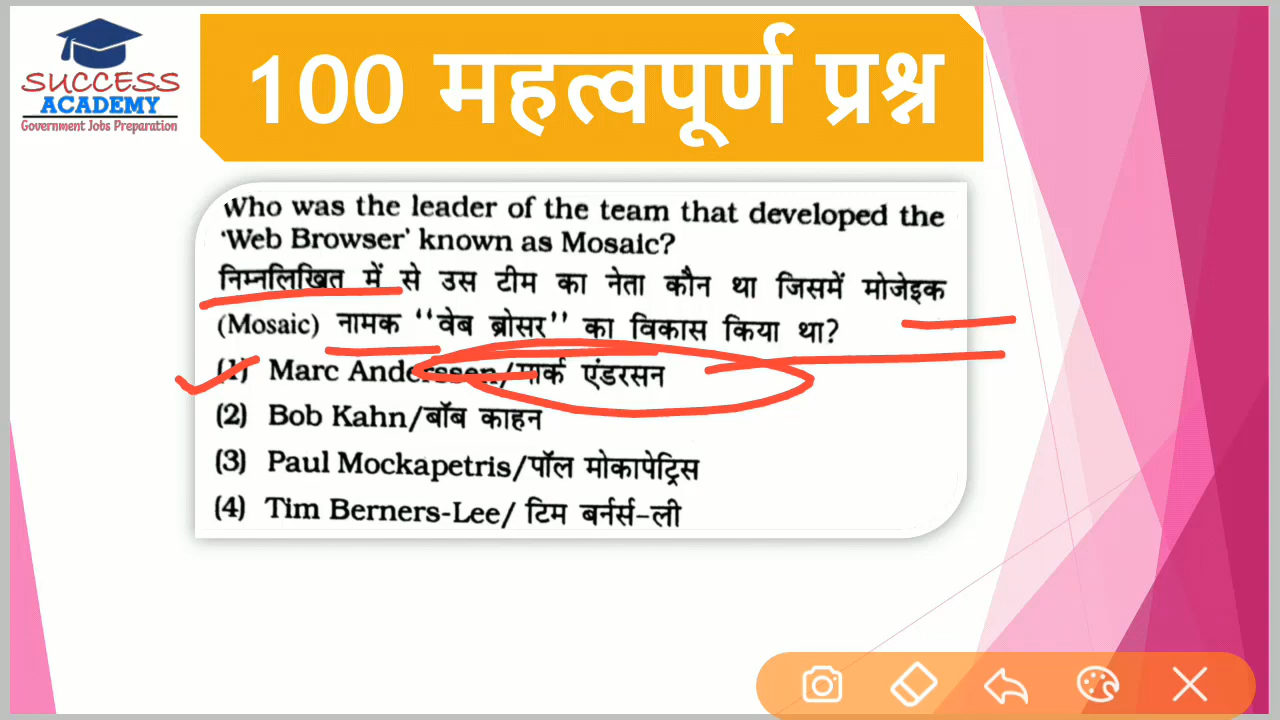 SUCCESS
ACADEMY
Government Jobs Preparation
100 महत्वपूर्ण प्रश्न
Who was the leader of the team that developed the
‘Web Browser’ known as Mosaic?
निम्नलिखित में से उस टीम का नेता कौन था जिसमें मोजेइक
(Mosaic) नामक ‘‘वेब ब्रोसर’’ का विकास किया था?
(1) Marc Anderssen/मार्क एंडरसन
(2) Bob Kahn/बॉब काहन
(3) Paul Mockapetris/पॉल मोकापेट्रिस
(4) Tim Berners-Lee/ टिम बर्नर्स-ली